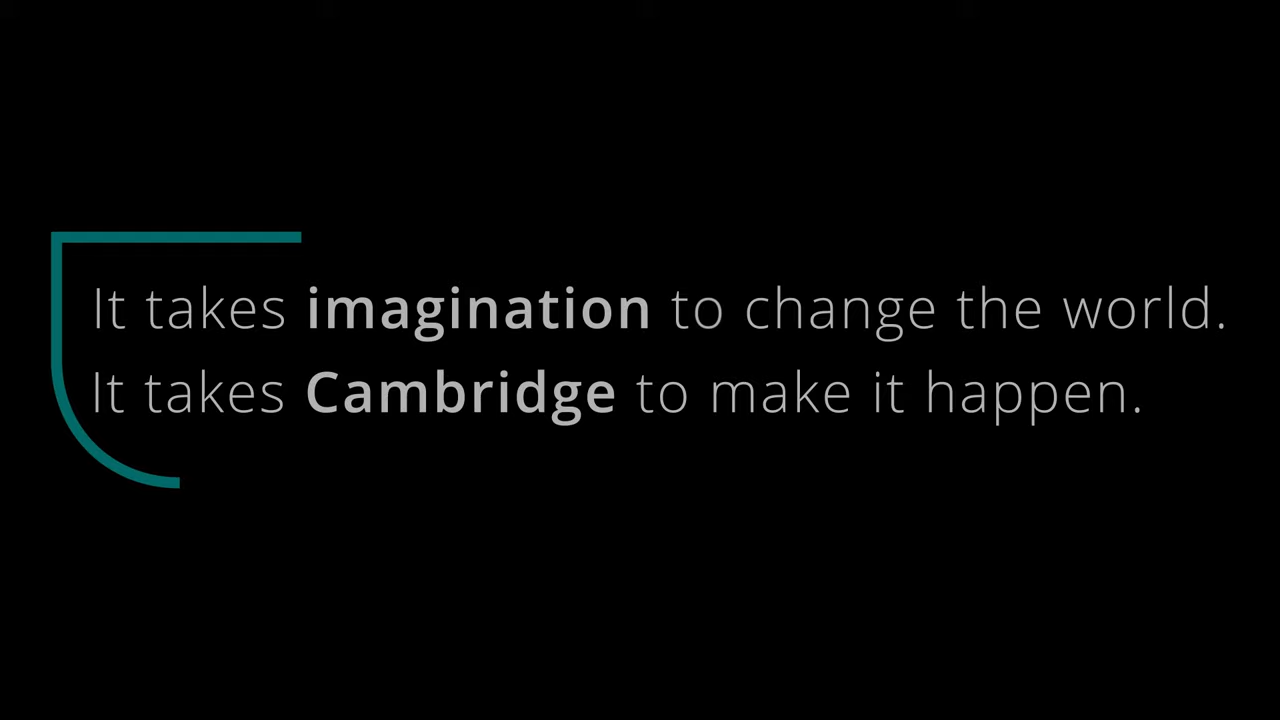 It takes imagination to change the world.
It takes Cambridge to make it happen.